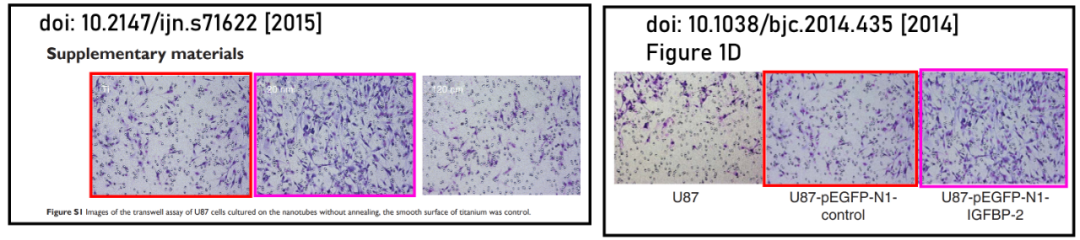 doi: 10.2147/ijn.s71622 [2015]
Supplementary materials
Ti
120 nm
Figure S1 Images of the transwell assay of U87 cells cultured on the nanotubes without annealing, the smooth surface of titanium was control.
doi: 10.1038/bjc.2014.435 [2014]
Figure 1D
U87
U87-pEGFP-N1-
control
U87-pEGFP-N1-
IGFBP-2